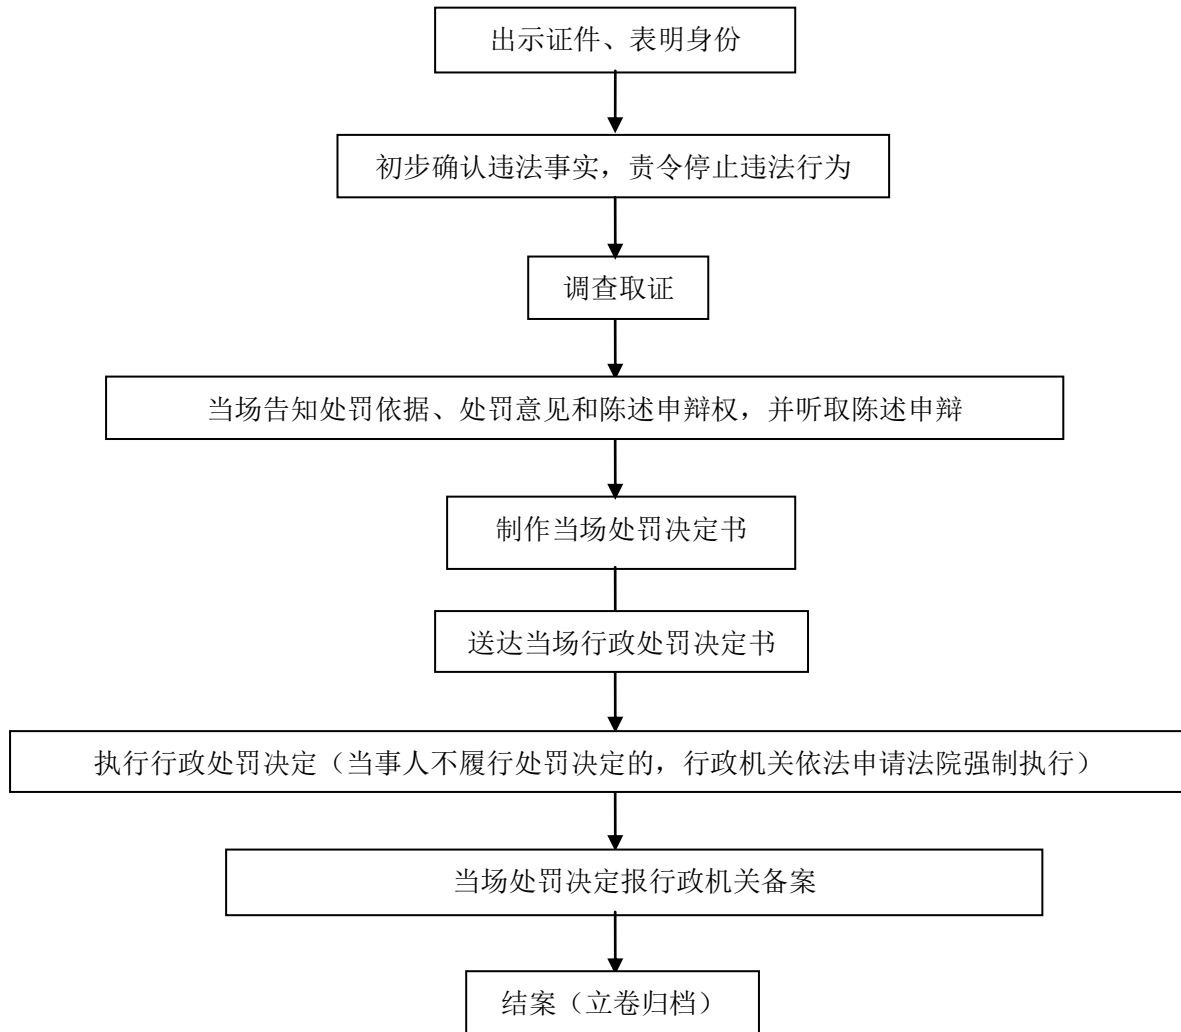 出示证件、表明身份
初步确认违法事实，责令停止违法行为
调查取证
当场告知处罚依据、处罚意见和陈述申辩权，并听取陈述申辩
制作当场处罚决定书
送达当场行政处罚决定书
执行行政处罚决定（当事人不履行处罚决定的，行政机关依法申请法院强制执行）
当场处罚决定报行政机关备案
结案（立卷归档）